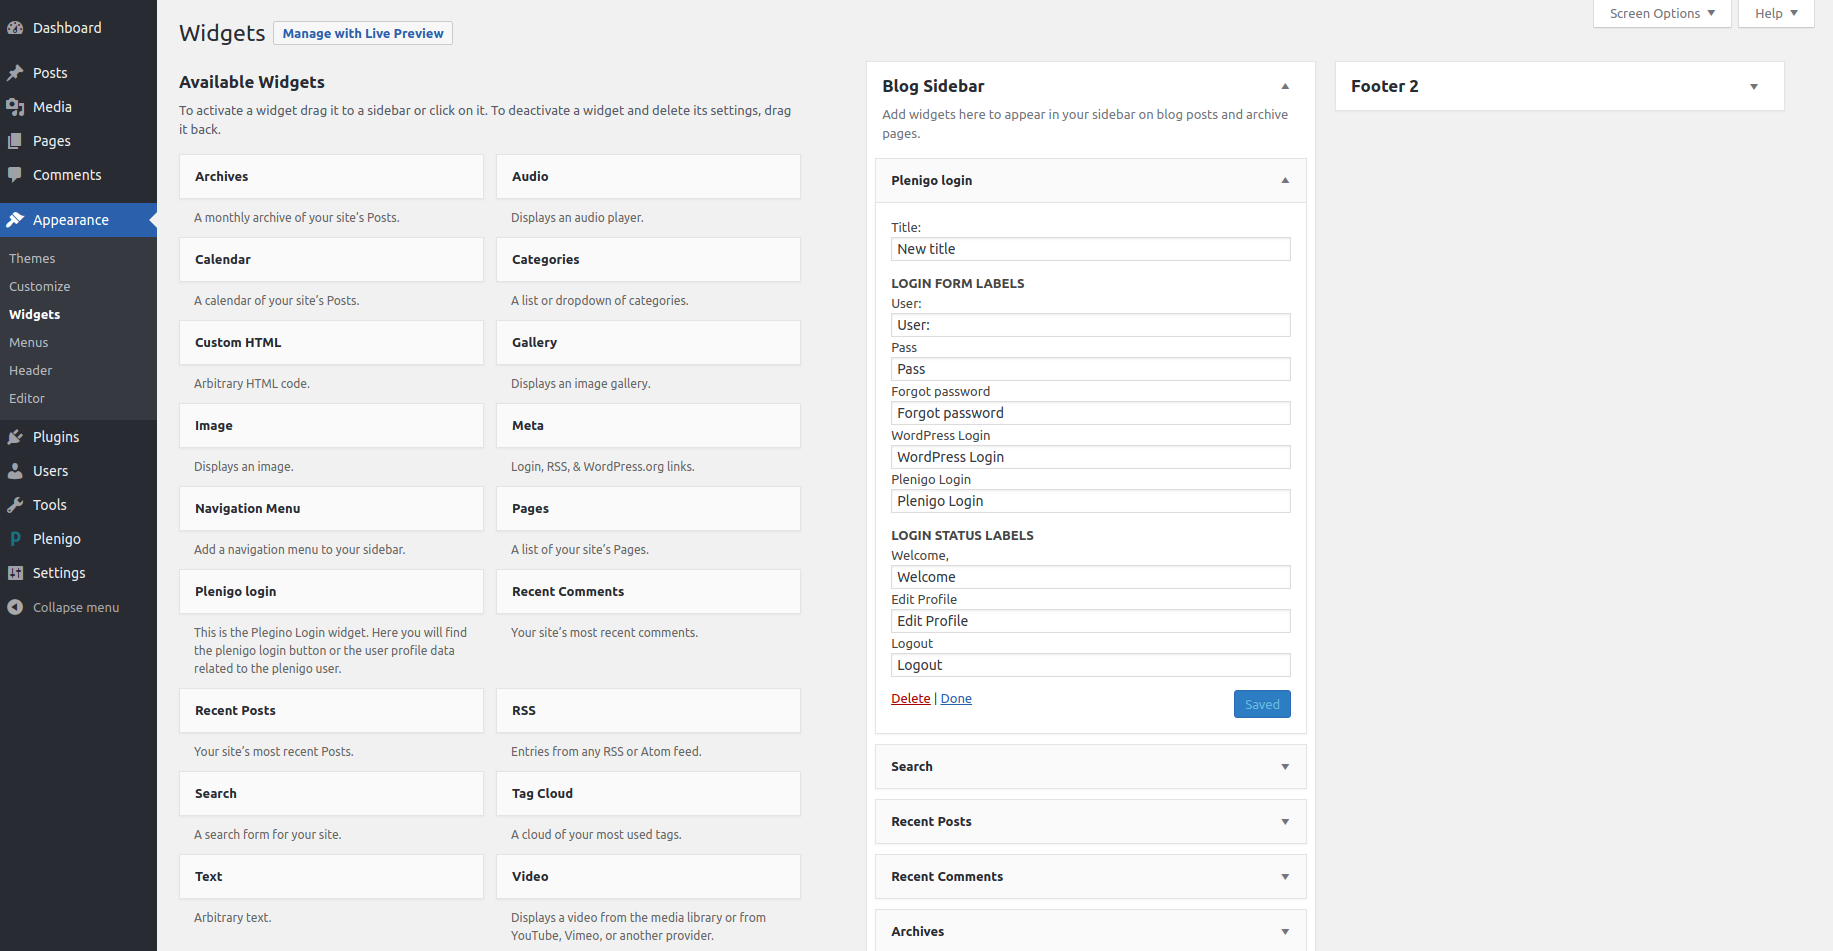 Dashboard
Posts
Media
Pages
Comments
Appearance
Themes
Customize
Widgets
Menus
Header
Editor
Plugins
Users
Tools
Plenigo
Settings
Collapse menu
Screen Options
Help
Widgets
Manage with Live Preview
Available Widgets
To activate a widget drag it to a sidebar or click on it. To deactivate a widget and delete its settings, drag
it back.
Archives
A monthly archive of your site's Posts.
Audio
Displays an audio player.
Calendar
A calendar of your site's Posts.
Categories
A list or dropdown of categories.
Custom HTML
Arbitrary HTML code.
Gallery
Displays an image gallery.
Image
Displays an image.
Meta
Login, RSS, & WordPress.org links.
Navigation Menu
Add a navigation menu to your sidebar.
Pages
A list of your site's Pages.
Plenigo login
This is the Plegino Login widget. Here you will find
the plenigo login button or the user profile data
related to the plenigo user.
Recent Comments
Your site's most recent comments.
Recent Posts
Your site's most recent Posts.
RSS
Entries from any RSS or Atom feed.
Search
A search form for your site.
Tag Cloud
A cloud of your most used tags.
Text
Arbitrary text.
Video
Displays a video from the media library or from
YouTube, Vimeo, or another provider.
Blog Sidebar
Add widgets here to appear in your sidebar on blog posts and archive
pages.
Plenigo login
Title:
New title
LOGIN FORM LABELS
User:
User:
Pass
Pass
Forgot password
Forgot password
WordPress Login
WordPress Login
Plenigo Login
Plenigo Login
LOGIN STATUS LABELS
Welcome,
Welcome
Edit Profile
Edit Profile
Logout
Logout
Delete | Done
Saved
Search
Recent Posts
Recent Comments
Archives
Footer 2